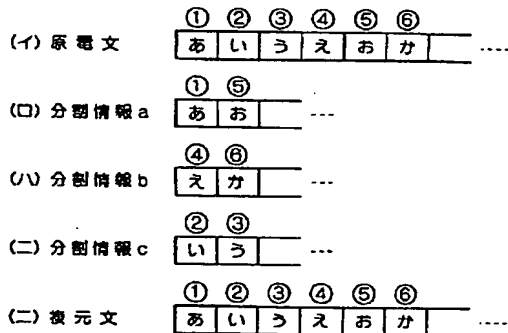 ① ② ③ ④ ⑤ ⑥
(イ) 原電文 あ い う え お か ‥‥
① ⑤
(ロ) 分割情報a あ お ‥‥
④ ⑥
(ハ) 分割情報b え か ‥‥
② ③
(ニ) 分割情報c い う ‥‥
① ② ③ ④ ⑤ ⑥
(ニ) 復元文 あ い う え お か ‥‥